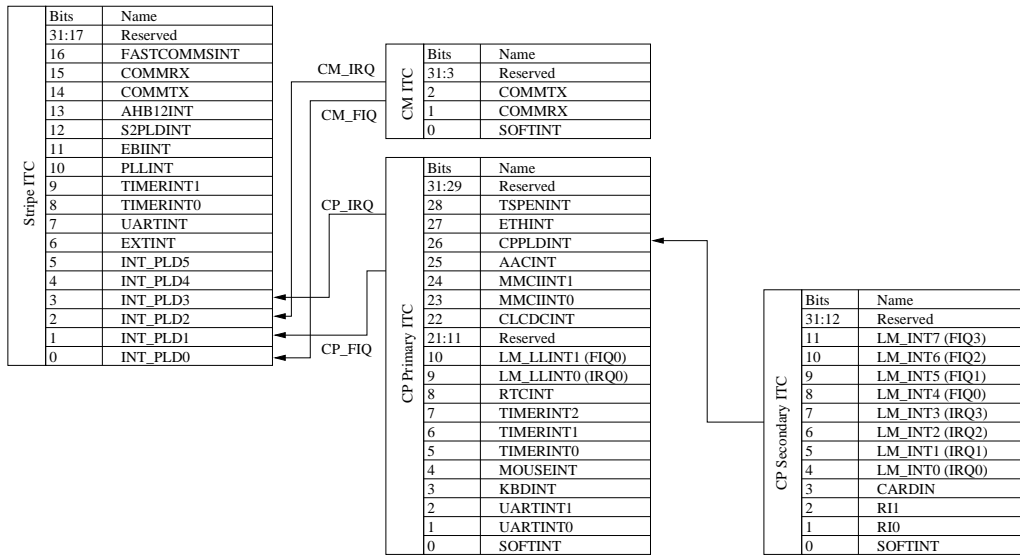 Stripe ITC
Bits Name
31:17 Reserved
16 FASTCOMMSINT
15 COMMRX
14 COMMTX
13 AHB12INT
12 S2PLDINT
11 EBIINT
10 PLLINT
9 TIMERINT1
8 TIMERINT0
7 UARTINT
6 EXTINT
5 INT_PLD5
4 INT_PLD4
3 INT_PLD3
2 INT_PLD2
1 INT_PLD1
0 INT_PLD0
CM_IRQ
CM_FIQ
CP_IRQ
CP_FIQ
CM ITC
Bits Name
31:3 Reserved
2 COMMTX
1 COMMRX
0 SOFTINT
CP Primary ITC
Bits Name
31:29 Reserved
28 TSPENINT
27 ETHINT
26 CPPLDINT
25 AACINT
24 MMCIINT1
23 MMCIINT0
22 CLCDCINT
21:11 Reserved
10 LM_LLINT1 (FIQ0)
9 LM_LLINT0 (IRQ0)
8 RTCINT
7 TIMERINT2
6 TIMERINT1
5 TIMERINT0
4 MOUSEINT
3 KBDINT
2 UARTINT1
1 UARTINT0
0 SOFTINT
CP Secondary ITC
Bits Name
31:12 Reserved
11 LM_INT7 (FIQ3)
10 LM_INT6 (FIQ2)
9 LM_INT5 (FIQ1)
8 LM_INT4 (FIQ0)
7 LM_INT3 (IRQ3)
6 LM_INT2 (IRQ2)
5 LM_INT1 (IRQ1)
4 LM_INT0 (IRQ0)
3 CARDIN
2 RI1
1 RI0
0 SOFTINT